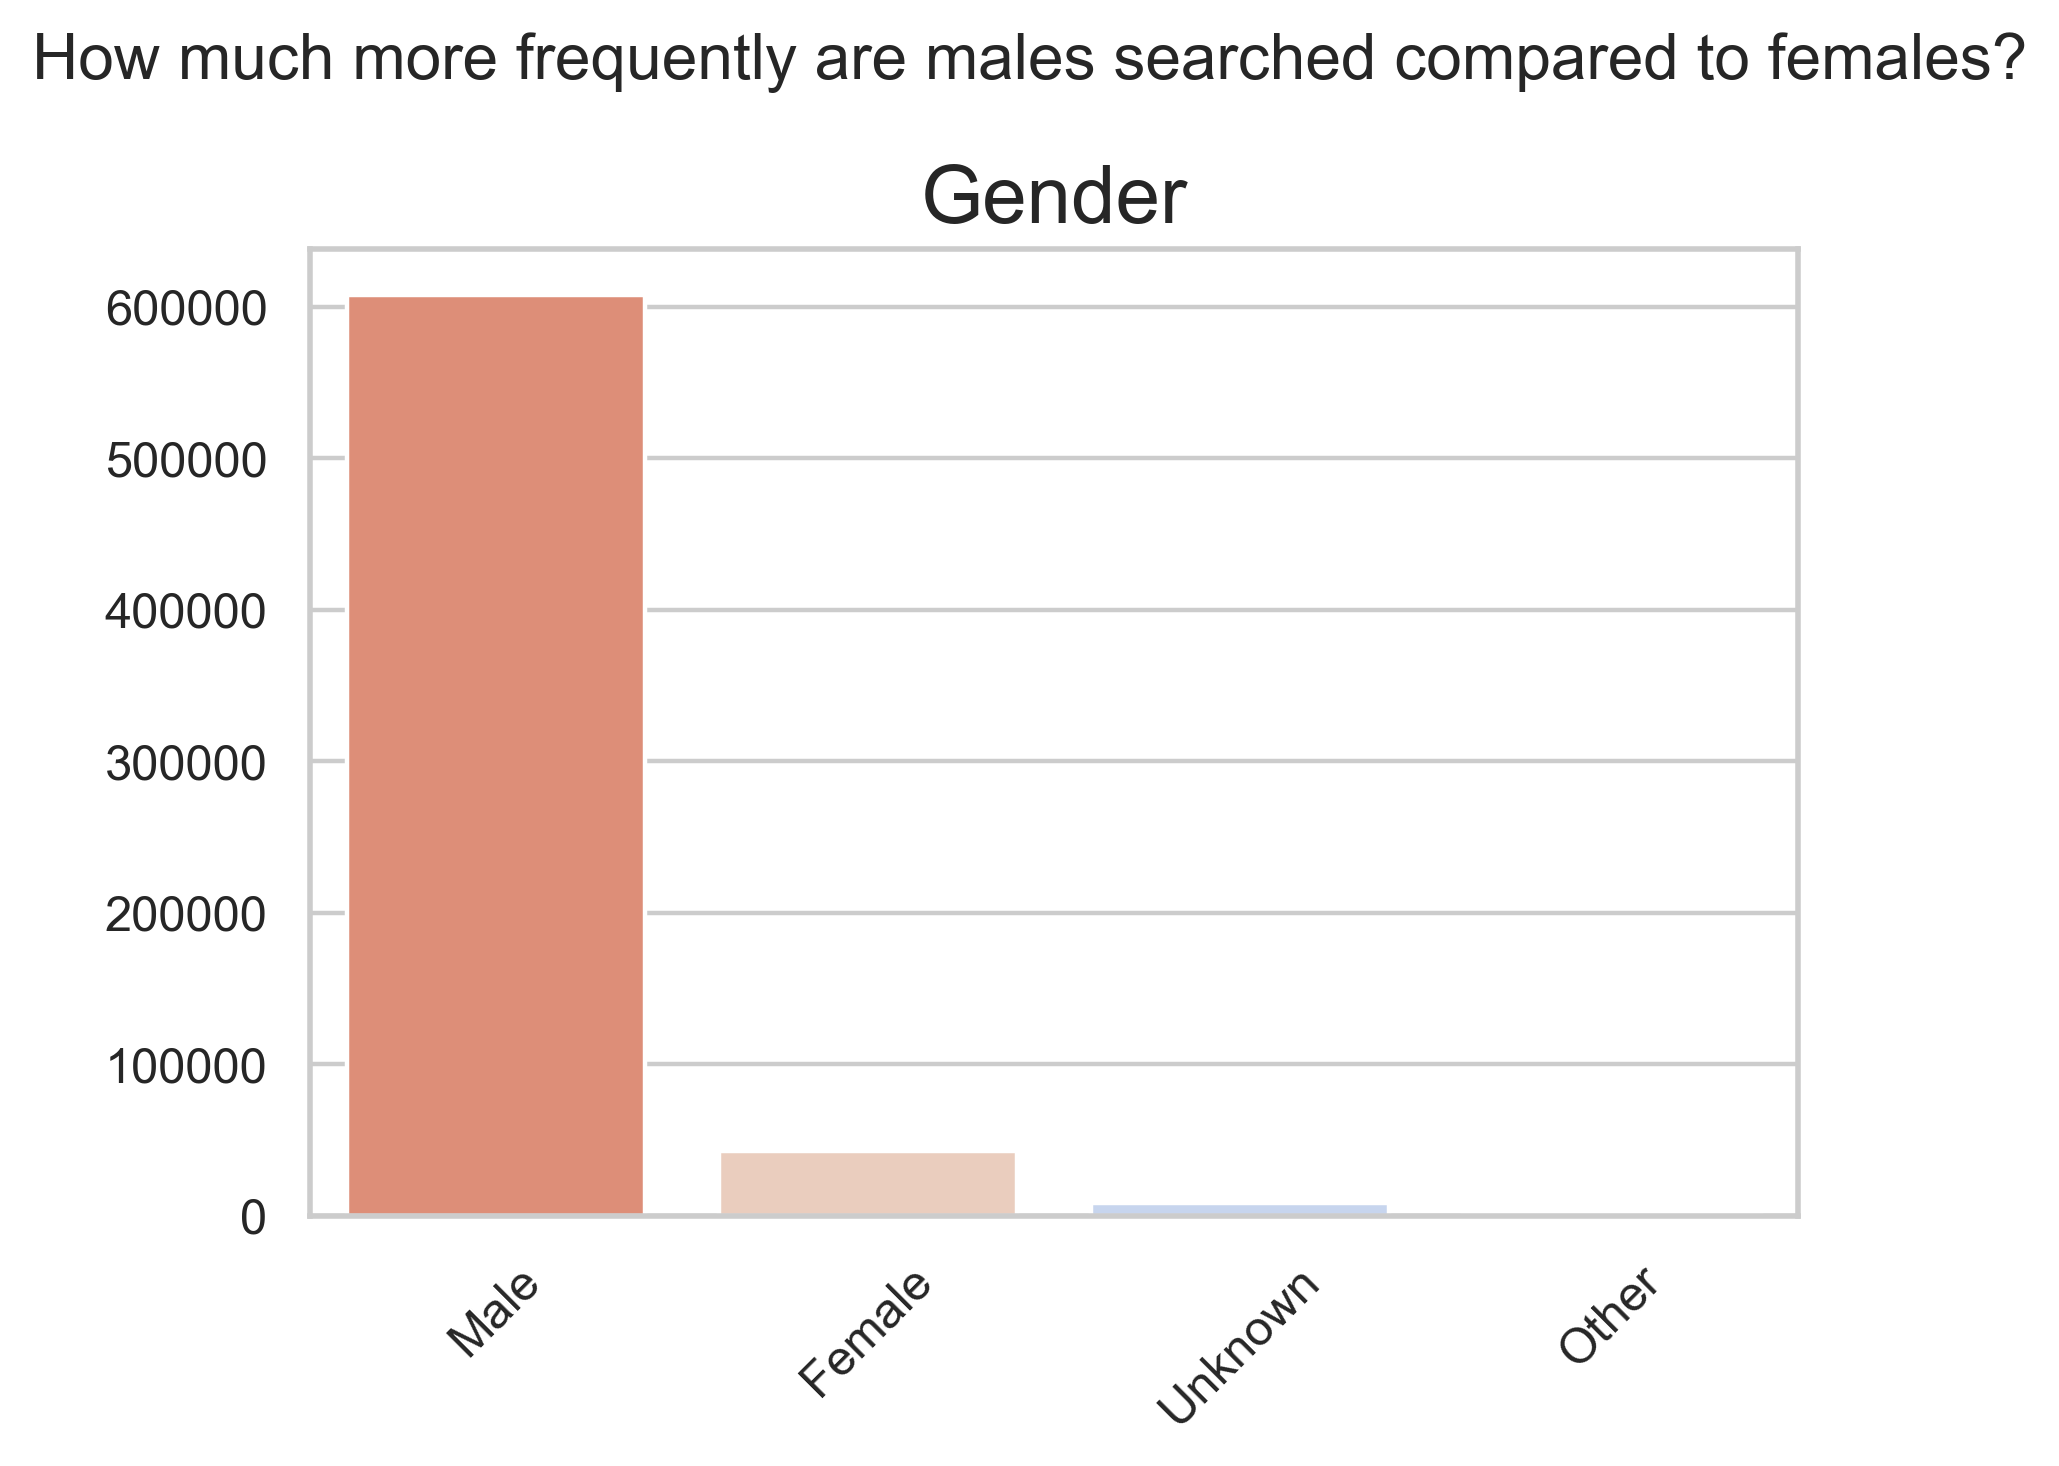 How much more frequently are males searched compared to females?
Gender
600000
500000
400000
300000
200000
100000
0
Male
Female
Unknown
Other